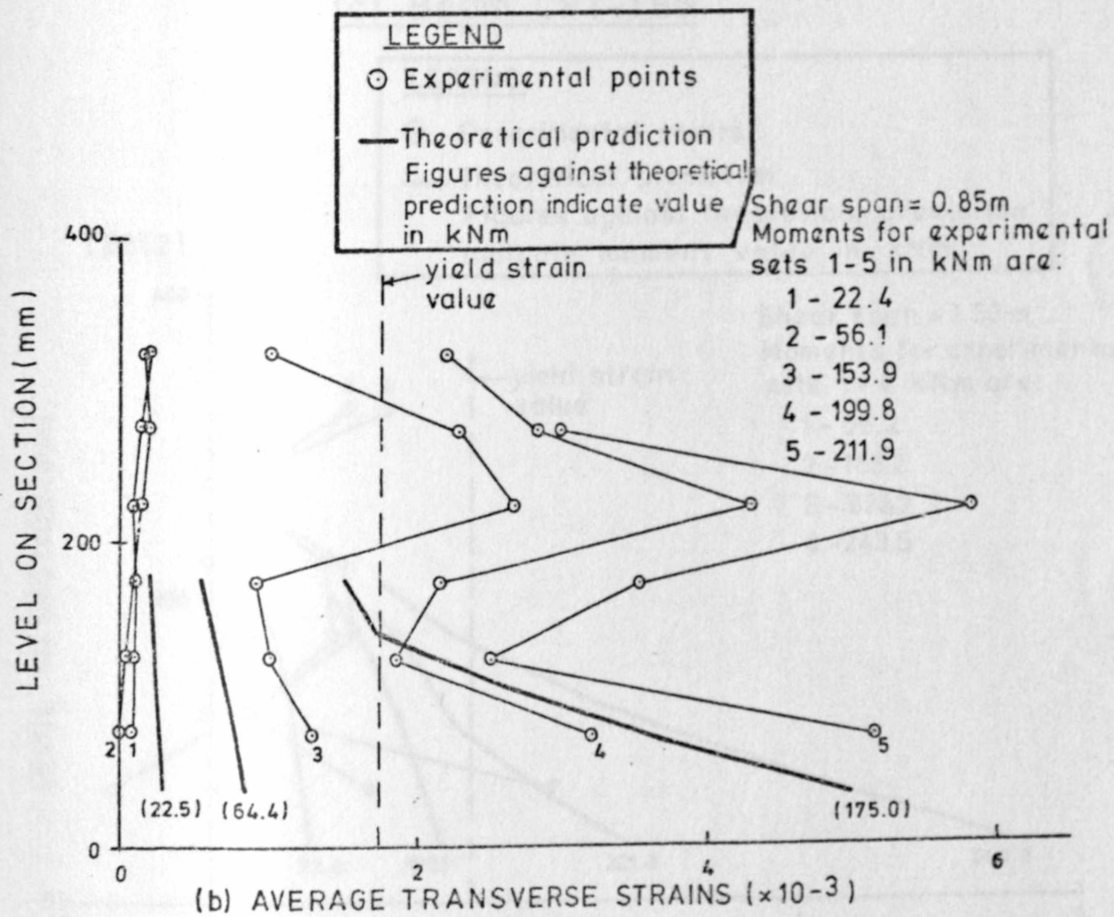 LEGEND
Experimental points
Theoretical prediction
Figures against theoretical
prediction indicate value
in kNm
Shear span = 0.85m
Moments for experimental
sets 1-5 in kNm are:
1 - 22.4
2 - 56.1
3 - 153.9
4 - 199.8
5 - 211.9
yield strain
value
LEVEL ON SECTION (mm)
400
200
0
2 1
3
4
5
(22.5)
(64.4)
(175.0)
0
2
4
6
(b) AVERAGE TRANSVERSE STRAINS (×10⁻³)